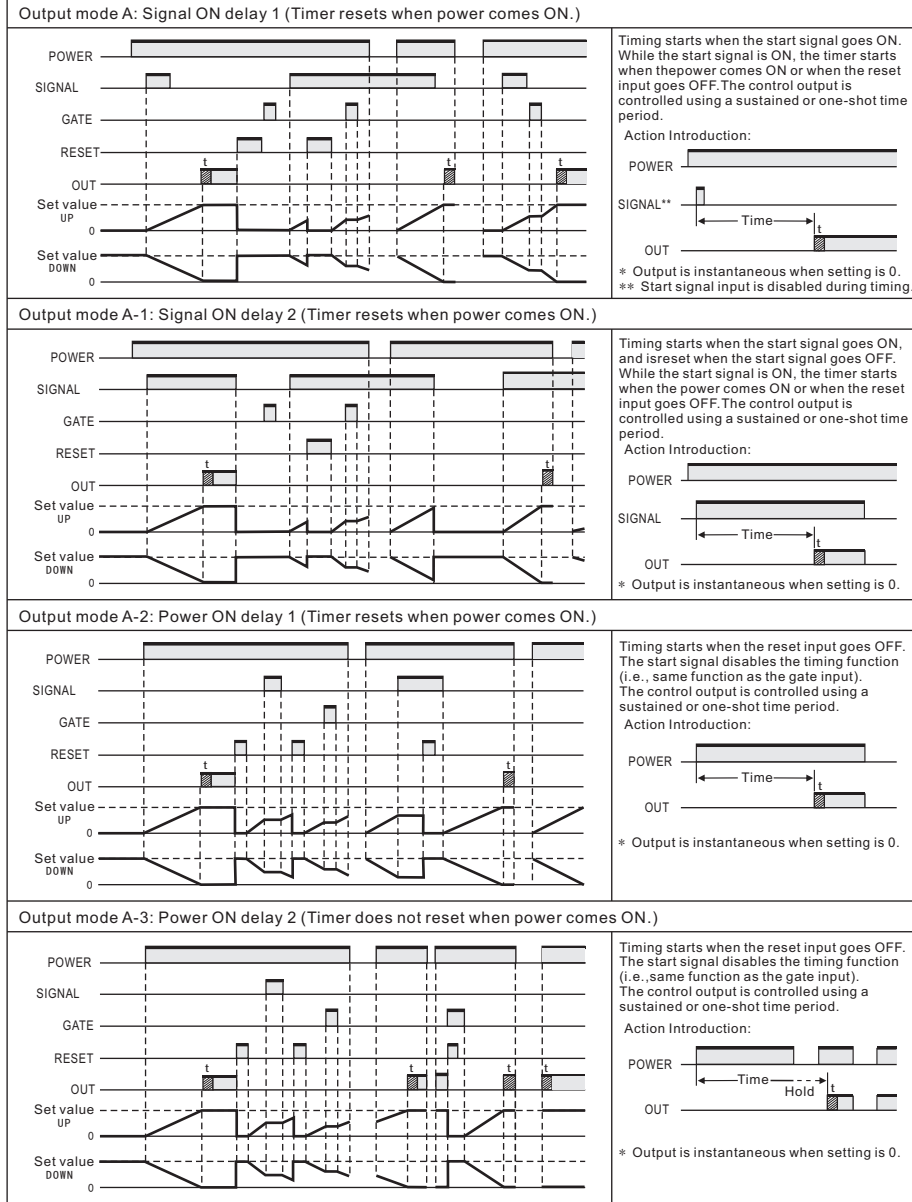 Output mode A: Signal ON delay 1 (Timer resets when power comes ON.)
POWER
SIGNAL
GATE
RESET
t
t
t
OUT
Set value
UP
0
Set value
DOWN
0
Timing starts when the start signal goes ON.
While the start signal is ON, the timer starts
when thepower comes ON or when the reset
input goes OFF.The control output is
controlled using a sustained or one-shot time
period.
Action Introduction:
POWER
SIGNAL**
Time
t
OUT
* Output is instantaneous when setting is 0.
** Start signal input is disabled during timing.
Output mode A-1: Signal ON delay 2 (Timer resets when power comes ON.)
POWER
SIGNAL
GATE
RESET
t
t
OUT
Set value
UP
0
Set value
DOWN
0
Timing starts when the start signal goes ON,
and isreset when the start signal goes OFF.
While the start signal is ON, the timer starts
when the power comes ON or when the reset
input goes OFF.The control output is
controlled using a sustained or one-shot time
period.
Action Introduction:
POWER
SIGNAL
Time
t
OUT
* Output is instantaneous when setting is 0.
Output mode A-2: Power ON delay 1 (Timer resets when power comes ON.)
POWER
SIGNAL
GATE
RESET
t
t
OUT
Set value
UP
0
Set value
DOWN
0
Timing starts when the reset input goes OFF.
The start signal disables the timing function
(i.e., same function as the gate input).
The control output is controlled using a
sustained or one-shot time period.
Action Introduction:
POWER
Time
t
OUT
* Output is instantaneous when setting is 0.
Output mode A-3: Power ON delay 2 (Timer does not reset when power comes ON.)
POWER
SIGNAL
GATE
RESET
t
t
t
t
OUT
Set value
UP
0
Set value
DOWN
0
Timing starts when the reset input goes OFF.
The start signal disables the timing function
(i.e.,same function as the gate input).
The control output is controlled using a
sustained or one-shot time period.
Action Introduction:
POWER
Time
Hold
t
OUT
* Output is instantaneous when setting is 0.